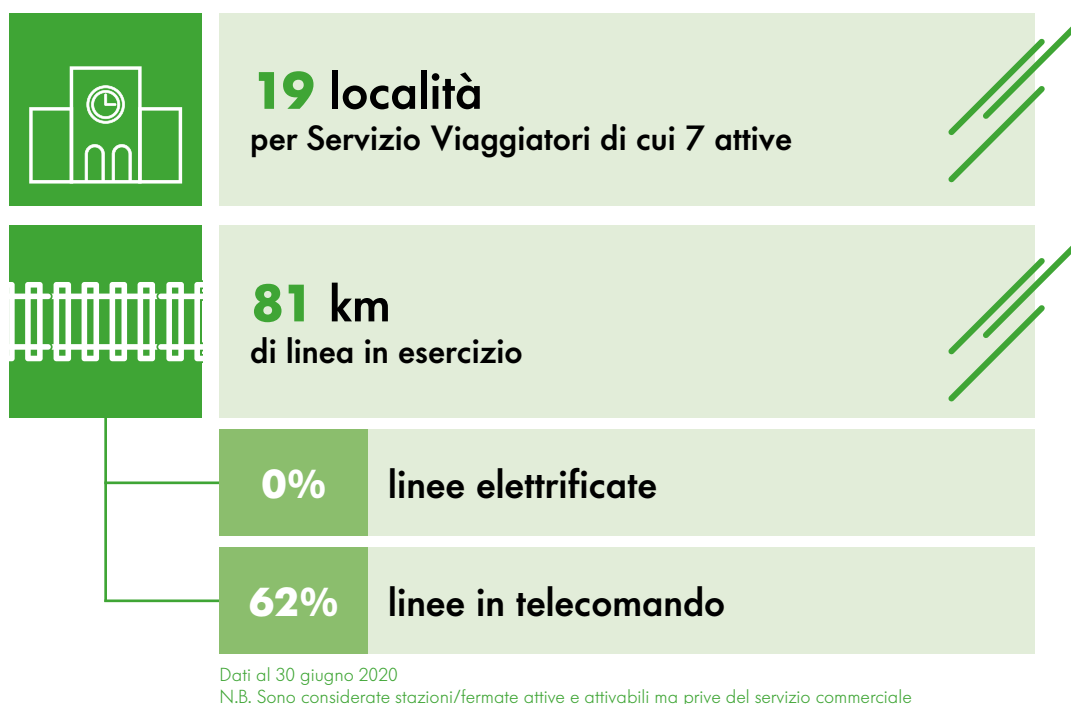 19 località
per Servizio Viaggiatori di cui 7 attive
81 km
di linea in esercizio
0% linee elettrificate
62% linee in telecomando
Dati al 30 giugno 2020
N.B. Sono considerate stazioni/fermate attive e attivabili ma prive del servizio commerciale